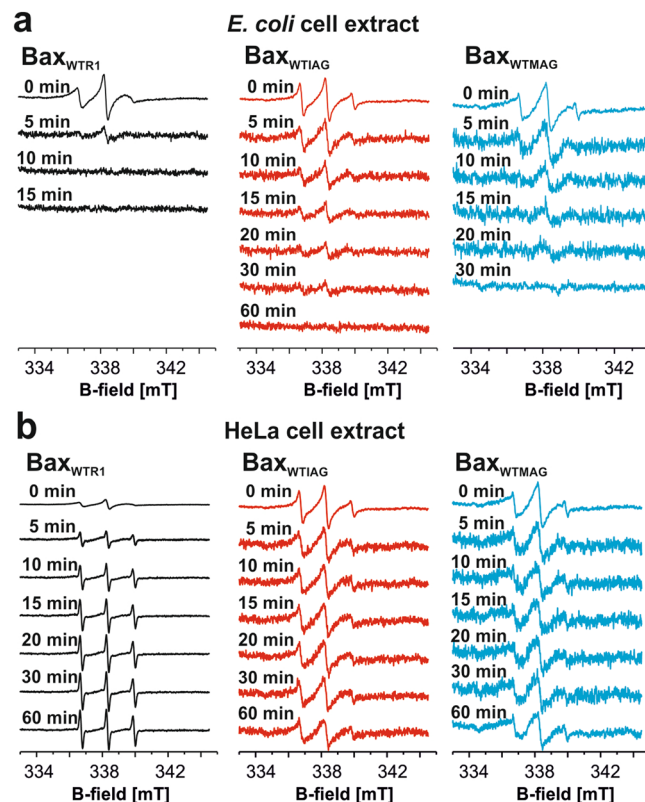 a
E. coli cell extract
BaxWTR1
0 min
5 min
10 min
15 min
BaxWTIAG
0 min
5 min
10 min
15 min
20 min
30 min
60 min
BaxWTMAG
0 min
5 min
10 min
15 min
20 min
30 min
334 338 342
B-field [mT]
334 338 342
B-field [mT]
334 338 342
B-field [mT]
b
HeLa cell extract
BaxWTR1
0 min
5 min
10 min
15 min
20 min
30 min
60 min
BaxWTIAG
0 min
5 min
10 min
15 min
20 min
30 min
60 min
BaxWTMAG
0 min
5 min
10 min
15 min
20 min
30 min
60 min
334 338 342
B-field [mT]
334 338 342
B-field [mT]
334 338 342
B-field [mT]